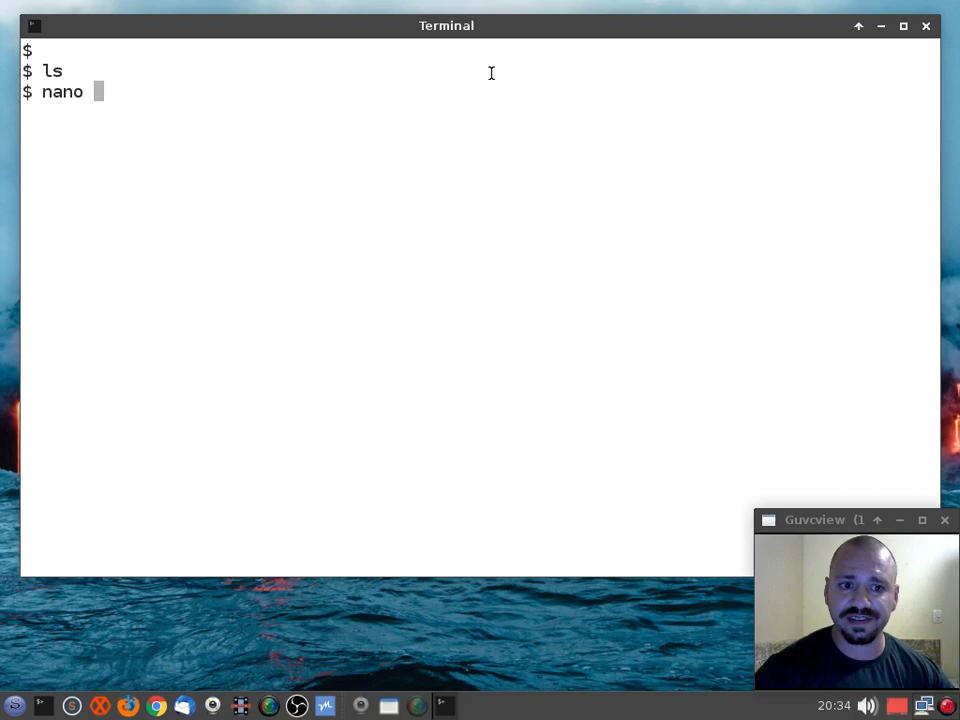 Terminal
$
$ ls
$ nano
Guvcview (1
20:34